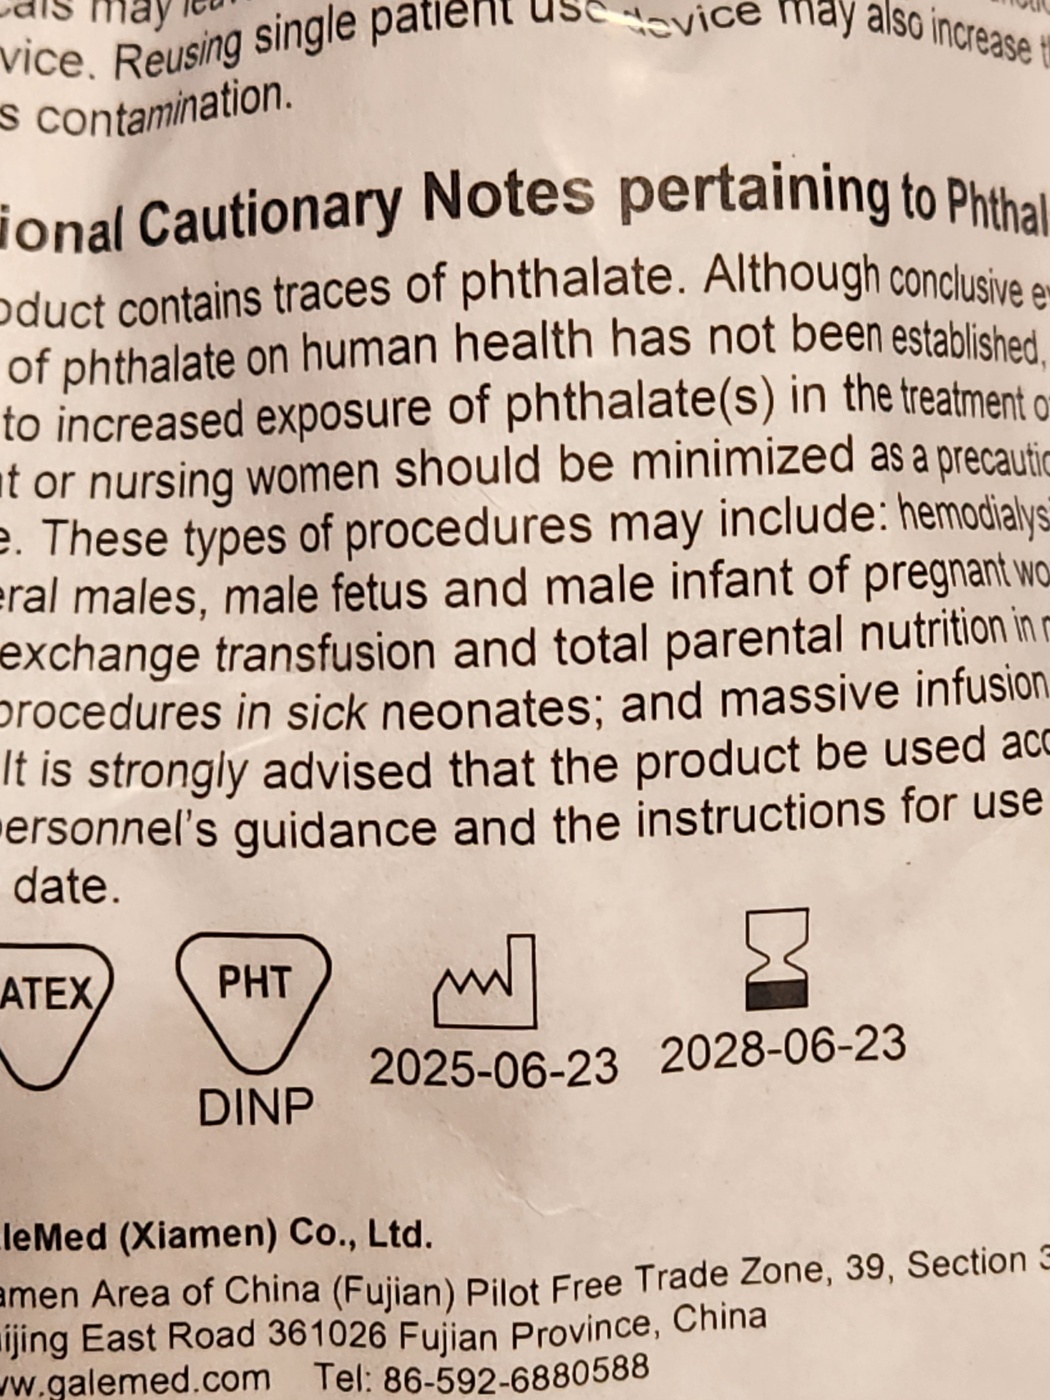 may
vice. Reusing single patient use device may also increase
s contamination.
ional Cautionary Notes pertaining to Phthal
oduct contains traces of phthalate. Although conclusive
of phthalate on human health has not been established,
to increased exposure of phthalate(s) in the treatment o
t or nursing women should be minimized as a precautio
e. These types of procedures may include: hemodialys
eral males, male fetus and male infant of pregnant wo
exchange transfusion and total parental nutrition in
procedures in sick neonates; and massive infusion
It is strongly advised that the product be used acc
personnel's guidance and the instructions for use
date.
ATEX
PHT
DINP
2025-06-23
2028-06-23
leMed (Xiamen) Co., Ltd.
amen Area of China (Fujian) Pilot Free Trade Zone, 39, Section 3
ijing East Road 361026 Fujian Province, China
ww.galemed.com Tel: 86-592-6880588